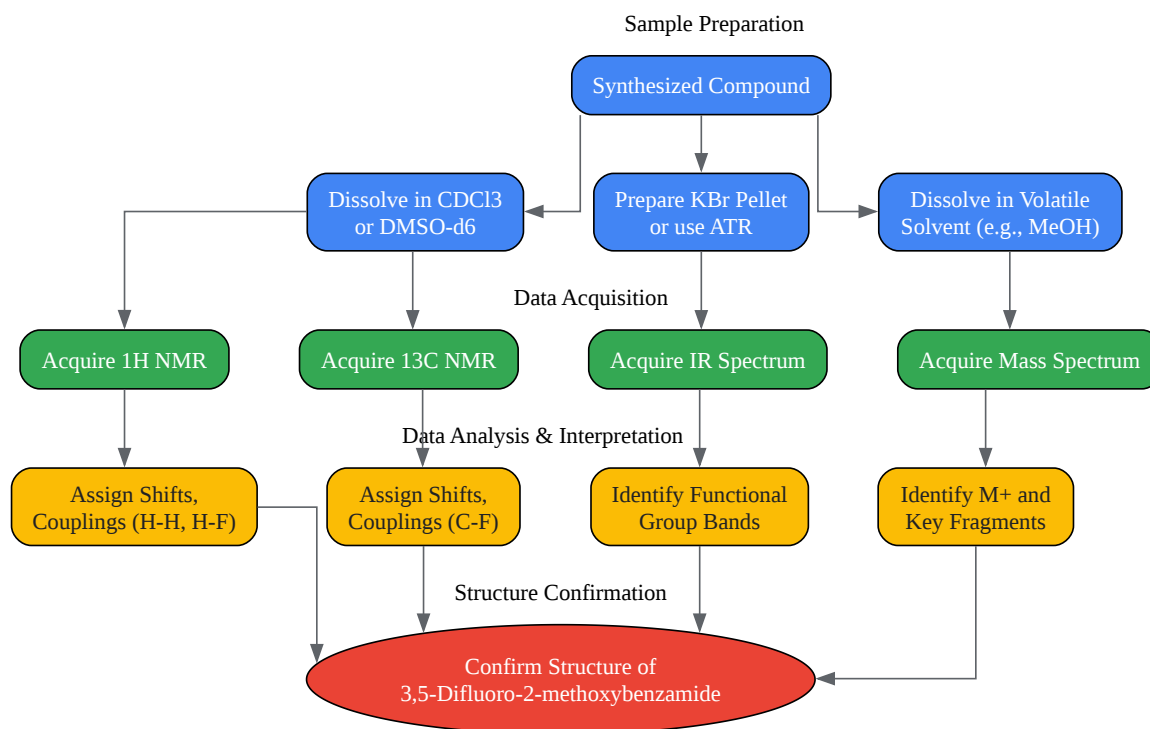 Sample Preparation
Synthesized Compound
Dissolve in CDCl3
or DMSO-d6
Prepare KBr Pellet
or use ATR
Dissolve in Volatile
Solvent (e.g., MeOH)
Data Acquisition
Acquire 1H NMR
Acquire 13C NMR
Acquire IR Spectrum
Acquire Mass Spectrum
Data Analysis & Interpretation
Assign Shifts,
Couplings (H-H, H-F)
Assign Shifts,
Couplings (C-F)
Identify Functional
Group Bands
Identify M+ and
Key Fragments
Structure Confirmation
Confirm Structure of
3,5-Difluoro-2-methoxybenzamide